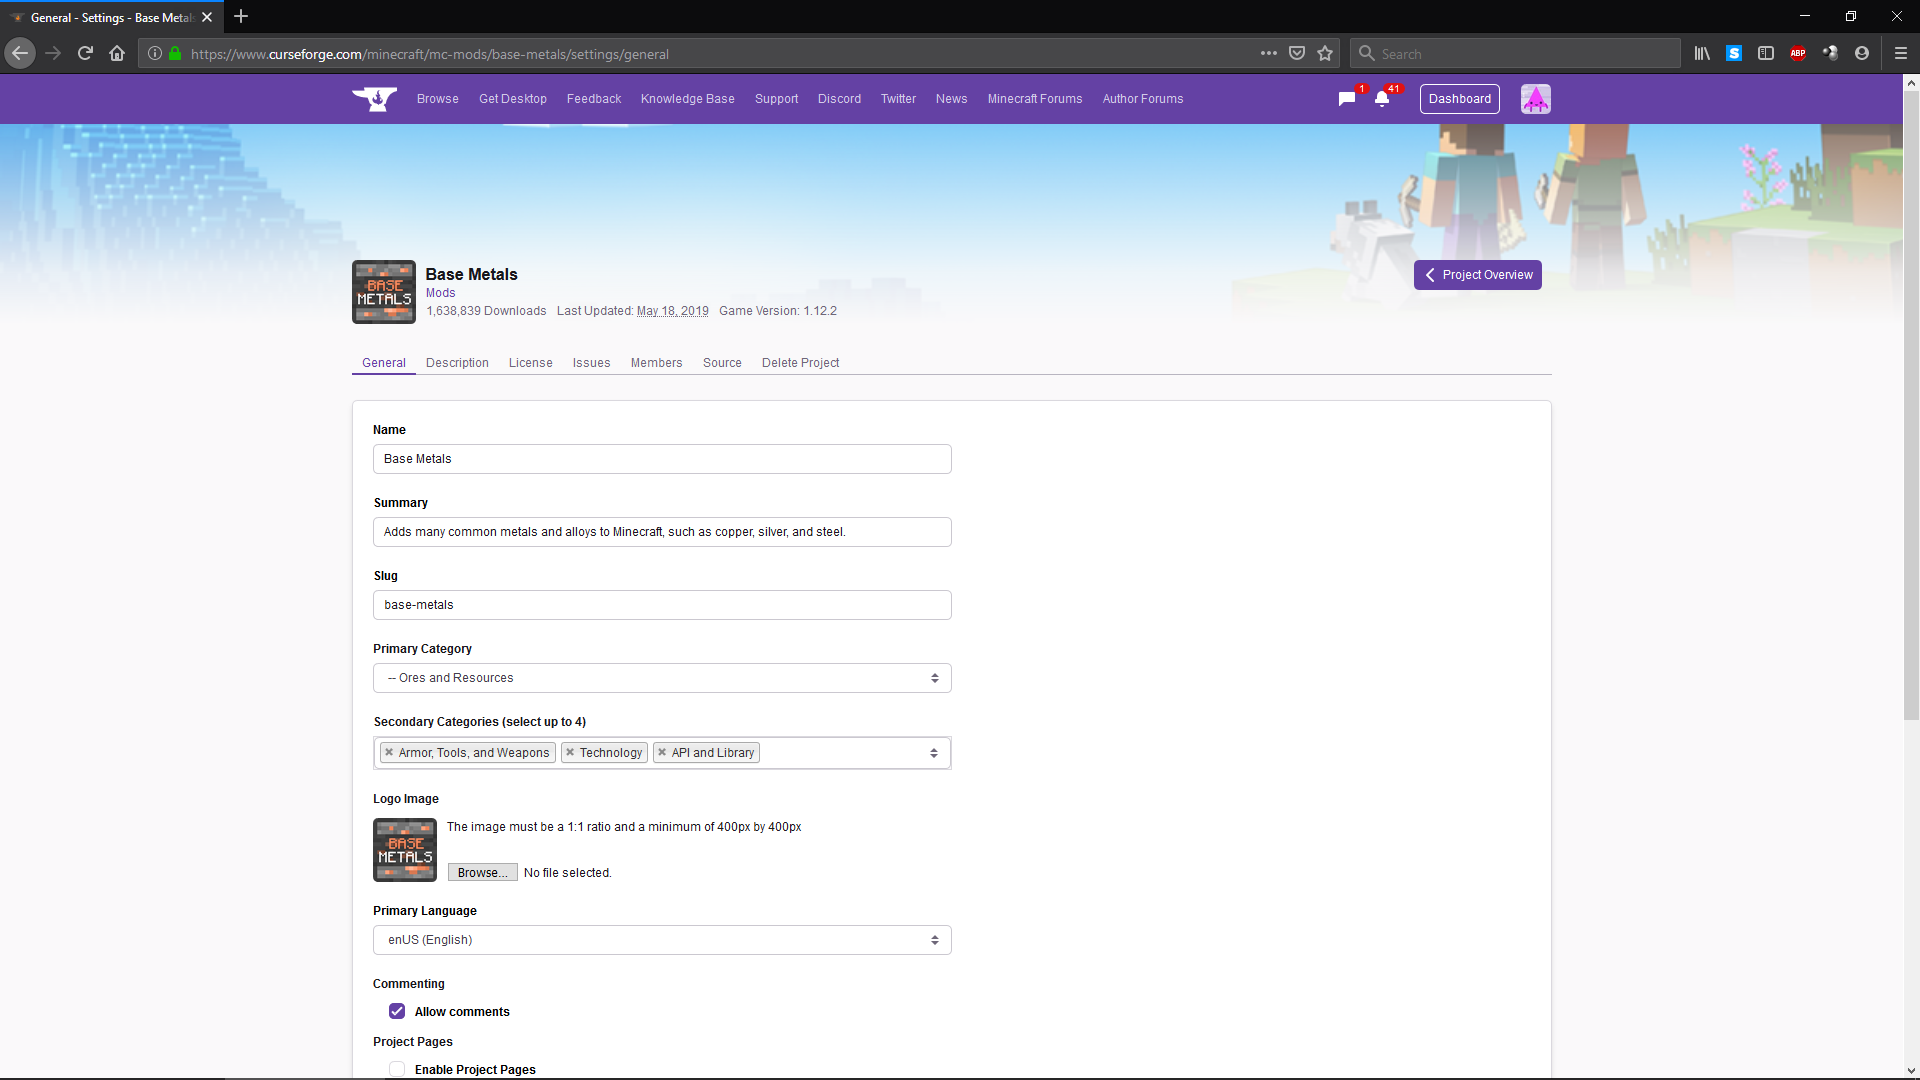 General - Settings - Base Metals
https://www.curseforge.com/minecraft/mc-mods/base-metals/settings/general
Search
S
ABP
Browse Get Desktop Feedback Knowledge Base Support Discord Twitter News Minecraft Forums Author Forums
1
41
Dashboard
BASE
METALS
Base Metals
Mods
1,638,839 Downloads Last Updated: May 18, 2019 Game Version: 1.12.2
Project Overview
General Description License Issues Members Source Delete Project
Name
Base Metals
Summary
Adds many common metals and alloys to Minecraft, such as copper, silver, and steel.
Slug
base-metals
Primary Category
-- Ores and Resources
Secondary Categories (select up to 4)
Armor, Tools, and Weapons Technology API and Library
Logo Image
BASE
METALS
The image must be a 1:1 ratio and a minimum of 400px by 400px
Browse... No file selected.
Primary Language
enUS (English)
Commenting
Allow comments
Project Pages
Enable Project Pages